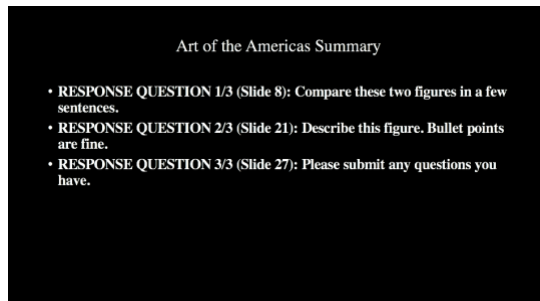 Art of the Americas Summary
• RESPONSE QUESTION 1/3 (Slide 8): Compare these two figures in a few
sentences.
• RESPONSE QUESTION 2/3 (Slide 21): Describe this figure. Bullet points
are fine.
• RESPONSE QUESTION 3/3 (Slide 27): Please submit any questions you
have.